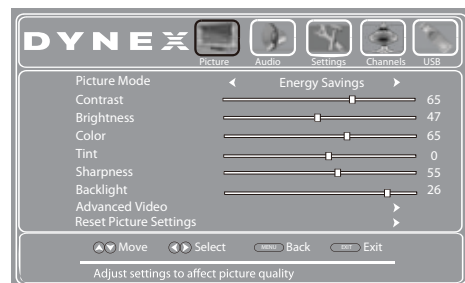 DYNEX
Picture Audio Settings Channels USB
Picture Mode Energy Savings
Contrast 65
Brightness 47
Color 65
Tint 0
Sharpness 55
Backlight 26
Advanced Video
Reset Picture Settings
Move Select MENU Back EXIT Exit
Adjust settings to affect picture quality